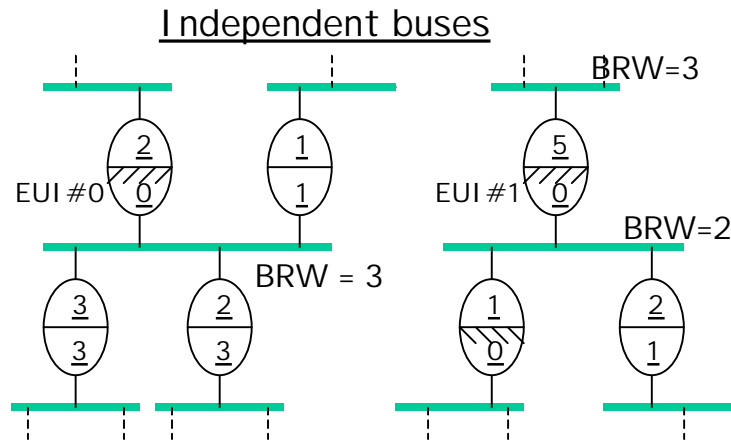 Independent buses
BRW=3
2
1
5
EUI#0
0
1
EUI#1
0
BRW=2
BRW = 3
3
2
1
2
3
3
0
1